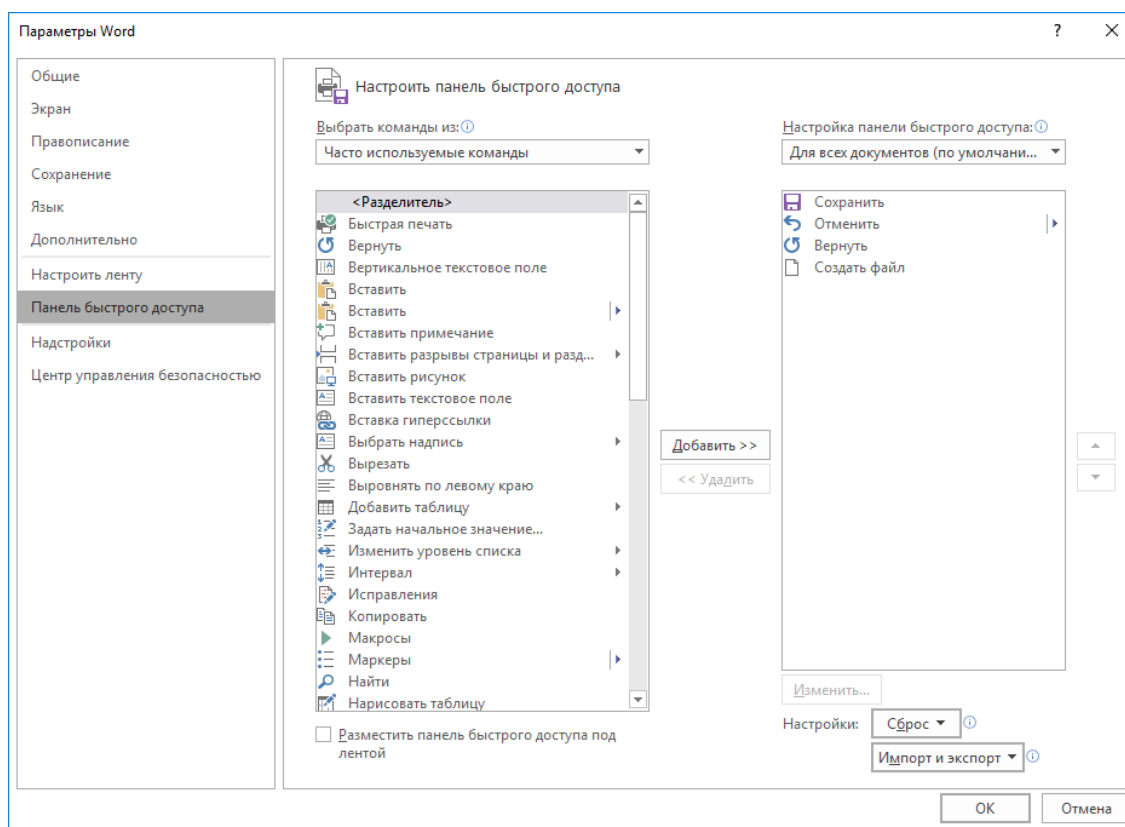 Параметры Word
?
Общие
Экран
Правописание
Сохранение
Язык
Дополнительно
Настроить ленту
Панель быстрого доступа
Надстройки
Центр управления безопасностью
Настроить панель быстрого доступа
Выбрать команды из:
Часто используемые команды
<Разделитель>
Быстрая печать
Вернуть
Вертикальное текстовое поле
Вставить
Вставить
Вставить примечание
Вставить разрывы страницы и разд...
Вставить рисунок
Вставить текстовое поле
Вставка гиперссылки
Выбрать надпись
Вырезать
Выровнять по левому краю
Добавить таблицу
Задать начальное значение...
Изменить уровень списка
Интервал
Исправления
Копировать
Макросы
Маркеры
Найти
Нарисовать таблицу
Разместить панель быстрого доступа под
лентой
Добавить >>
<< Удалить
Настройка панели быстрого доступа:
Для всех документов (по умолчани...
Сохранить
Отменить
Вернуть
Создать файл
Изменить...
Настройки:
Сброс
Импорт и экспорт
ОК
Отмена